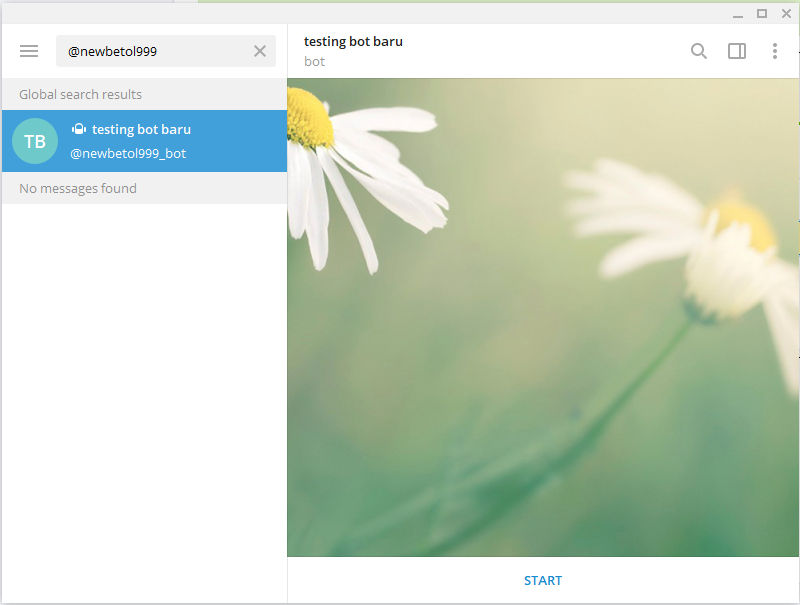 @newbetol999
Global search results
TB
testing bot baru
@newbetol999_bot
No messages found
testing bot baru
bot
START